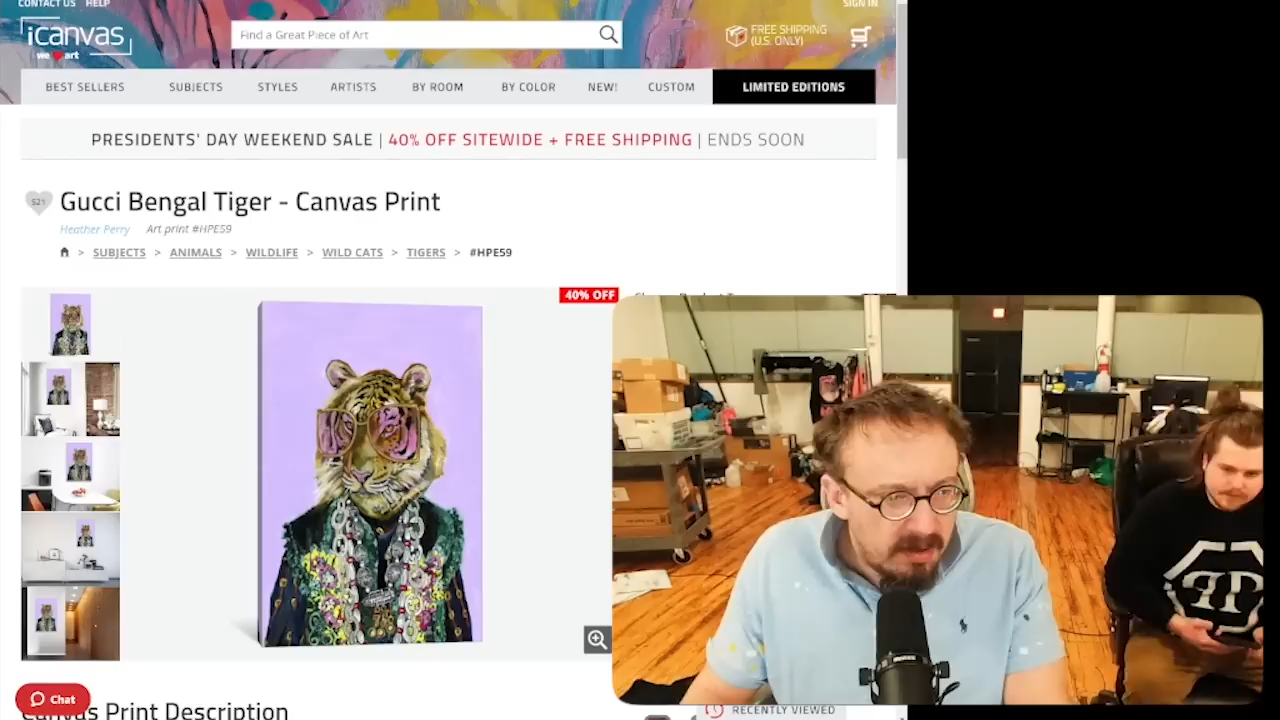 CONTACT US HELP
SIGN IN
iCanvas
we art
Find a Great Piece of Art
FREE SHIPPING
(U.S. ONLY)
BEST SELLERS SUBJECTS STYLES ARTISTS BY ROOM BY COLOR NEW! CUSTOM LIMITED EDITIONS
PRESIDENTS' DAY WEEKEND SALE | 40% OFF SITEWIDE + FREE SHIPPING | ENDS SOON
521
Gucci Bengal Tiger - Canvas Print
Heather Perry Art print #HPE59
> SUBJECTS > ANIMALS > WILDLIFE > WILD CATS > TIGERS > #HPE59
40% OFF
Chat
Canvas Print Description
RECENTLY VIEWED